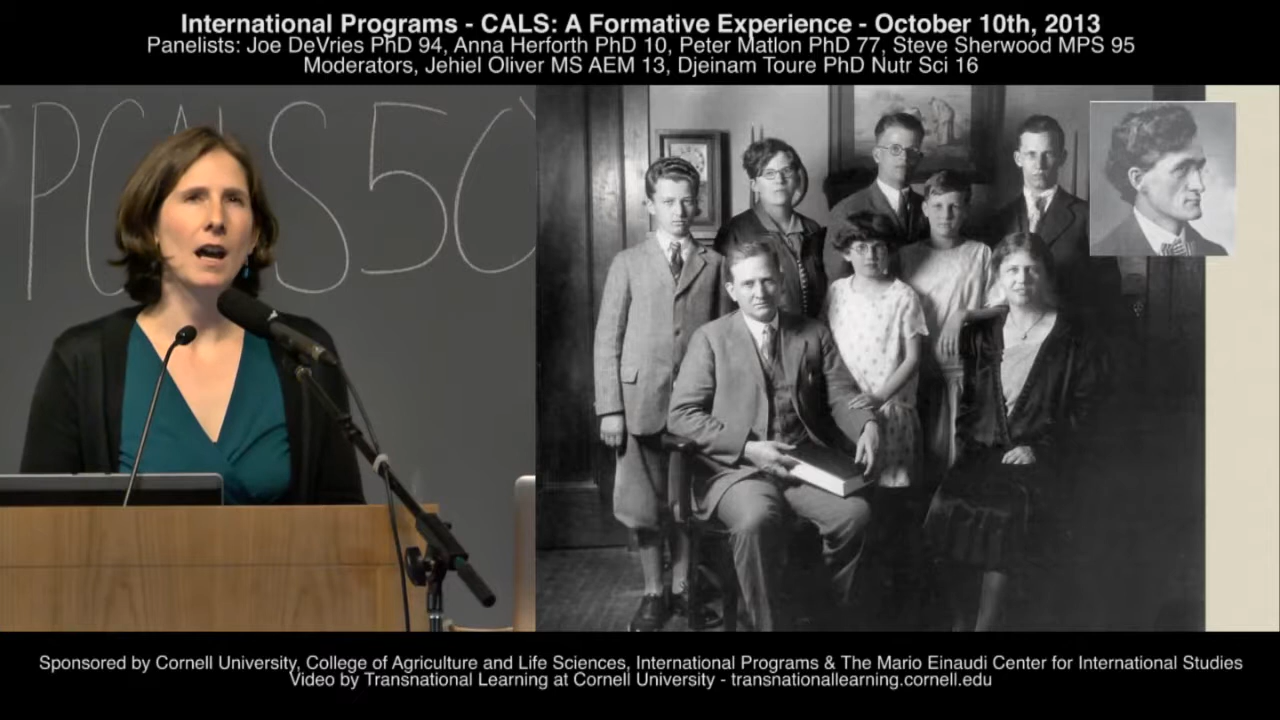 International Programs - CALS: A Formative Experience - October 10th, 2013
Panelists: Joe DeVries PhD 94, Anna Herforth PhD 10, Peter Matlon PhD 77, Steve Sherwood MPS 95
Moderators, Jehiel Oliver MS AEM 13, Djeinam Toure PhD Nutr Sci 16
PCALS 50
Sponsored by Cornell University, College of Agriculture and Life Sciences, International Programs & The Mario Einaudi Center for International Studies
Video by Transnational Learning at Cornell University - transnationallearning.cornell.edu